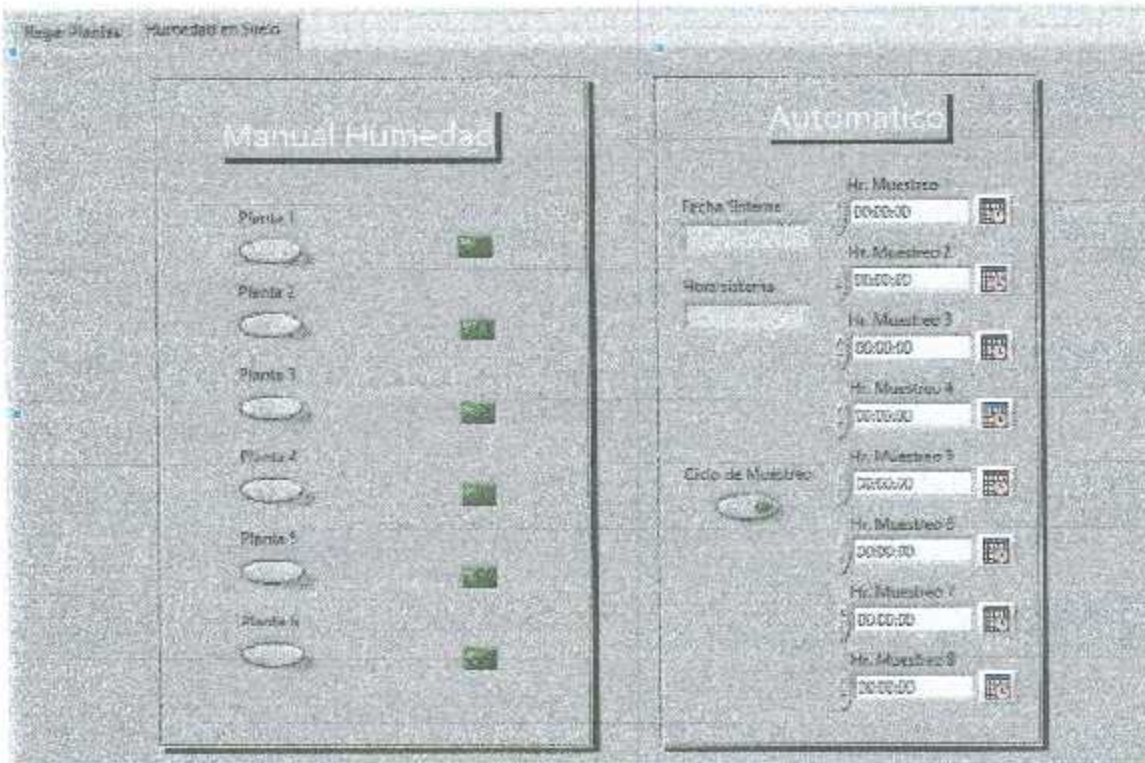 Regar Plantas
Humedad en Suelo
Manual Humedad
Planta 1
Planta 2
Planta 3
Planta 4
Planta 5
Planta 6
Automatico
Fecha Sistema
Hora sistema
Ciclo de Muestreo
Hr. Muestreo 1
00:00:00
Hr. Muestreo 2
00:00:00
Hr. Muestreo 3
00:00:00
Hr. Muestreo 4
00:00:00
Hr. Muestreo 5
00:00:00
Hr. Muestreo 6
00:00:00
Hr. Muestreo 7
00:00:00
Hr. Muestreo 8
00:00:00